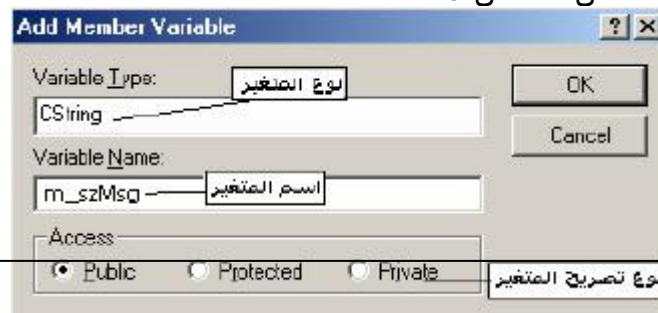 Add Member Variable
Variable Type:
نوع المتغير
OK
CString
Cancel
Variable Name:
m_szMsg
اسم المتغير
Access
Public Protected Private
نوع تصريح المتغير